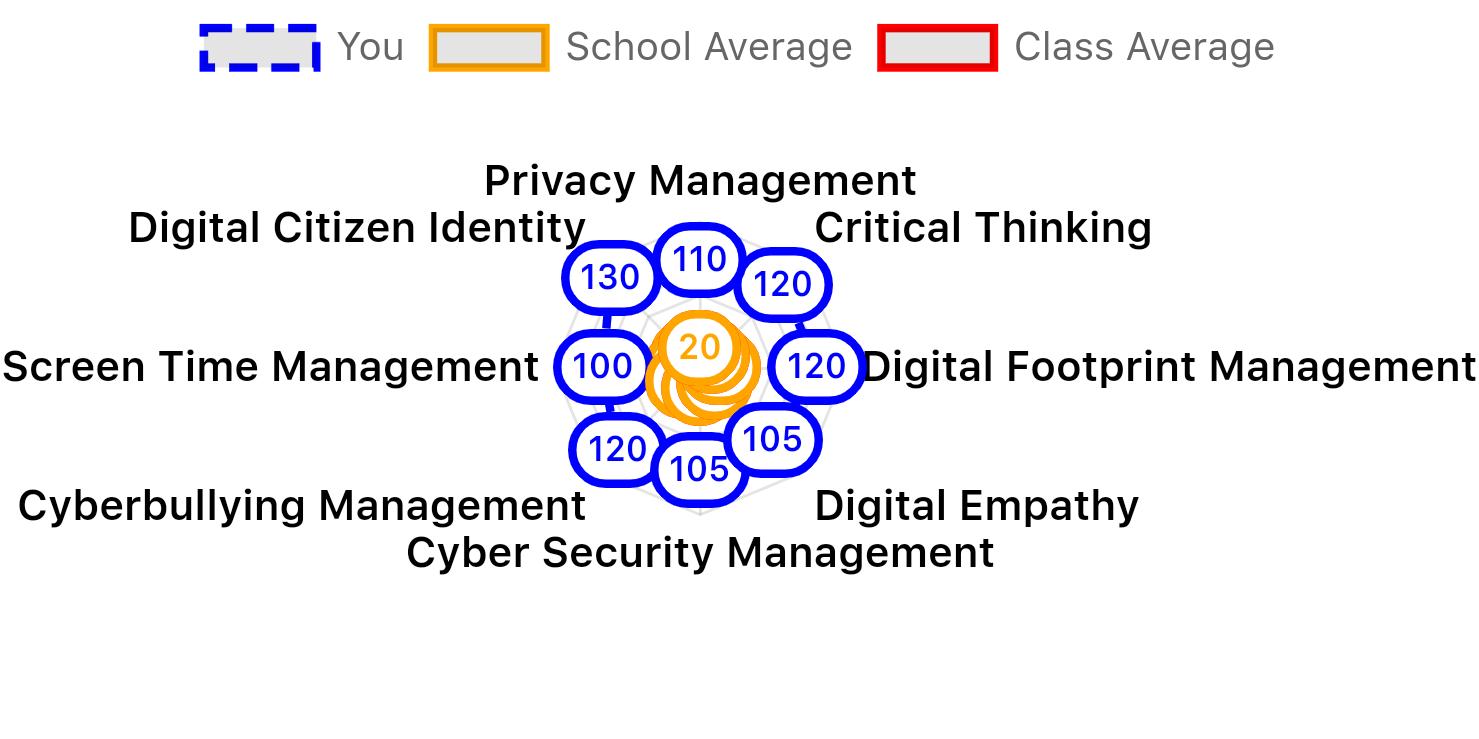 You School Average Class Average
Privacy Management
Digital Citizen Identity Critical Thinking
110
130 120
20
Screen Time Management 100 120 Digital Footprint Management
105
120
105
Cyberbullying Management Digital Empathy
Cyber Security Management